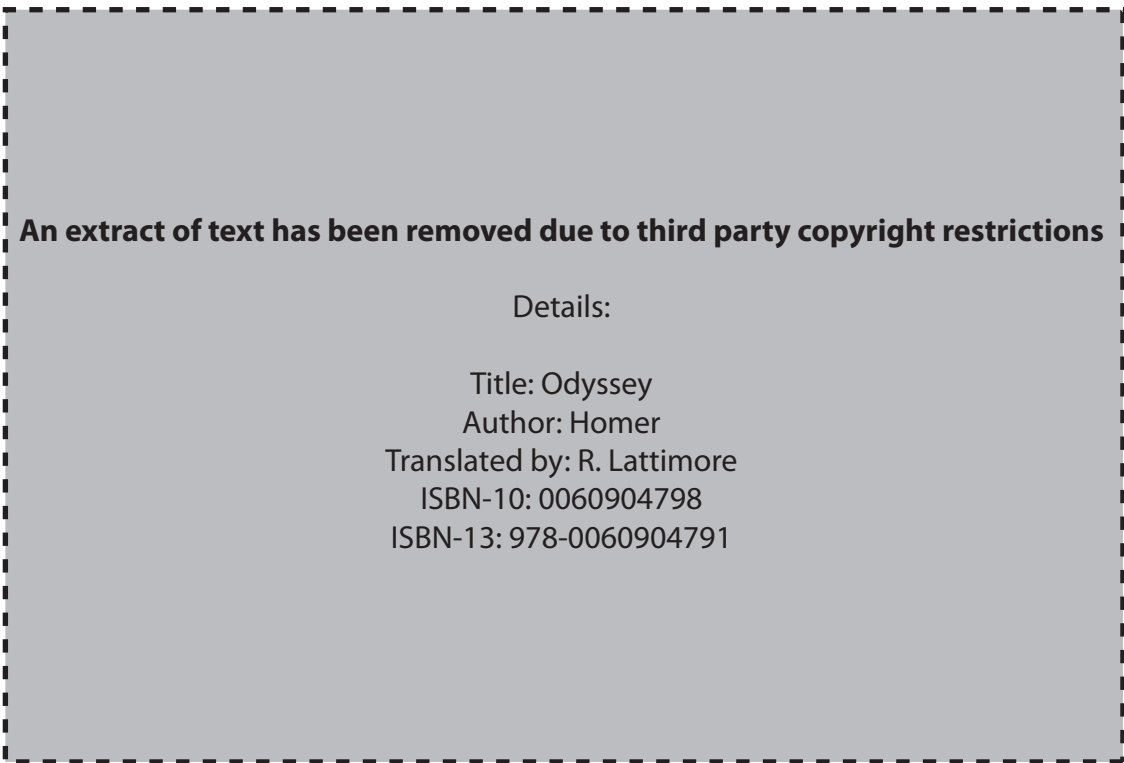 An extract of text has been removed due to third party copyright restrictions
Details:
Title: Odyssey
Author: Homer
Translated by: R. Lattimore
ISBN-10: 0060904798
ISBN-13: 978-0060904791